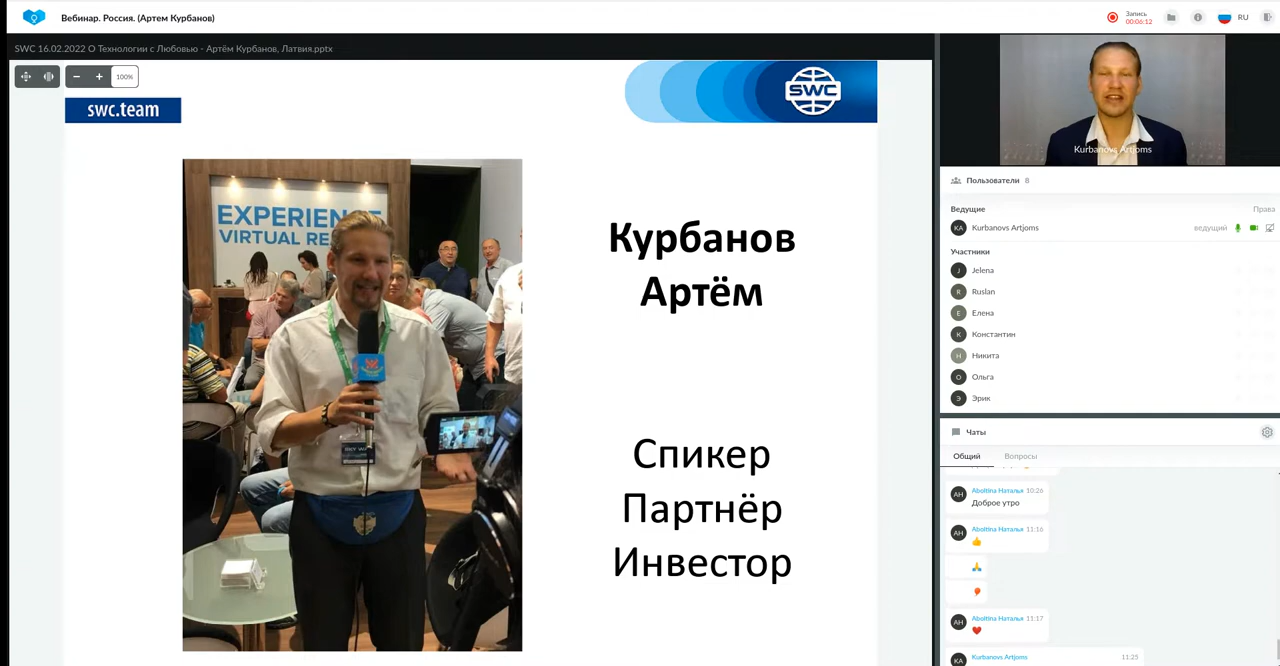 Вебинар. Россия. (Артем Курбанов)
Запись
00:06:12
RU
SWC 16.02.2022 О Технологии с Любовью - Артём Курбанов, Латвия.pptx
100%
swc.team
SWC
EXPERIENCE
VIRTUAL RE
SKY W
Курбанов
Артём
Спикер
Партнёр
Инвестор
Kurbanovs Artjoms
Пользователи 8
Ведущие
Права
KA
Kurbanovs Artjoms
ведущий
Участники
J
Jelena
R
Ruslan
Е
Елена
К
Константин
Н
Никита
О
Ольга
Э
Эрик
Чаты
Общий
Вопросы
АН
Aboltina Наталья 10:26
Доброе утро
АН
Aboltina Наталья 11:16
АН
Aboltina Наталья 11:17
KA
Kurbanovs Artjoms 11:25